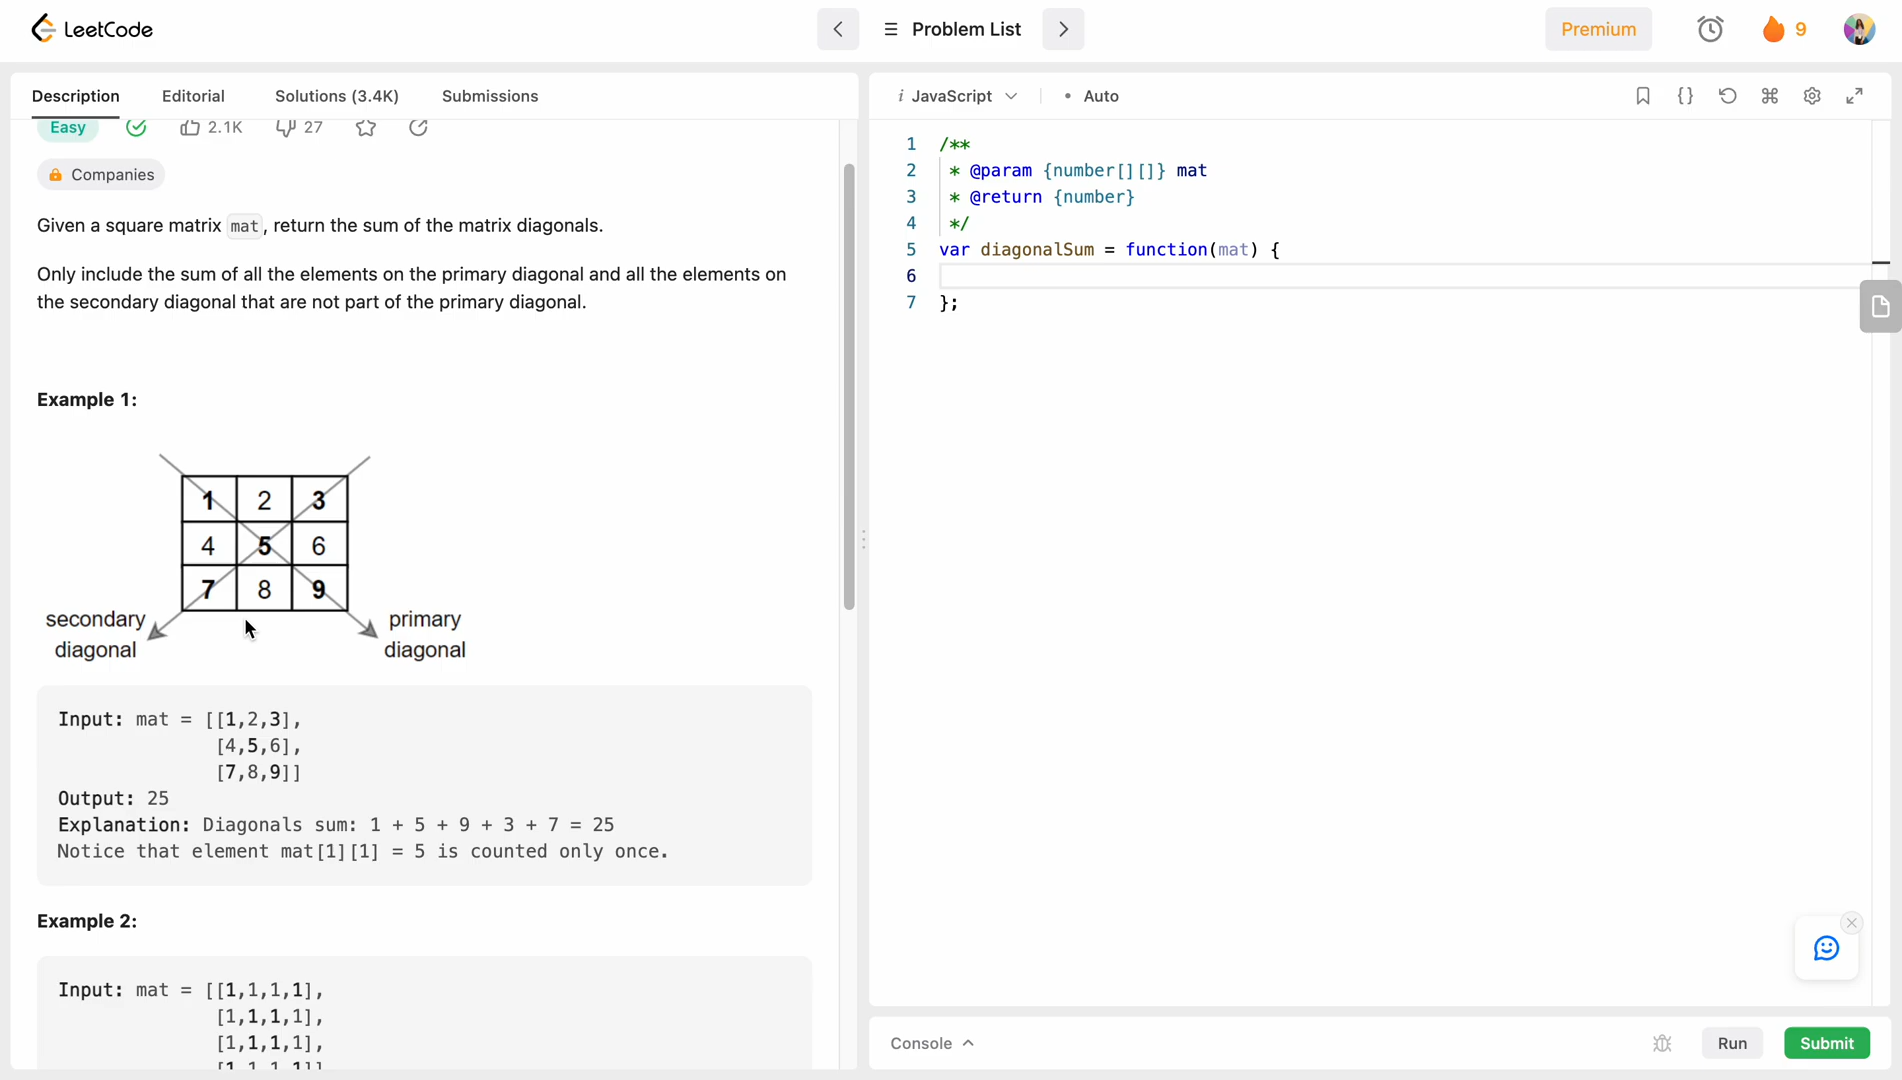 LeetCode
Problem List
Premium
9
Description Editorial Solutions (3.4K) Submissions
Easy 2.1K 27
Companies
Given a square matrix mat, return the sum of the matrix diagonals.
Only include the sum of all the elements on the primary diagonal and all the elements on
the secondary diagonal that are not part of the primary diagonal.
Example 1:
1 2 3
4 5 6
7 8 9
secondary
diagonal
primary
diagonal
Input: mat = [[1,2,3],
[4,5,6],
[7,8,9]]
Output: 25
Explanation: Diagonals sum: 1 + 5 + 9 + 3 + 7 = 25
Notice that element mat[1][1] = 5 is counted only once.
Example 2:
Input: mat = [[1,1,1,1],
[1,1,1,1],
[1,1,1,1],
[1,1,1,1]]
i JavaScript • Auto
{}
1 /**
2 * @param {number[][]} mat
3 * @return {number}
4 */
5 var diagonalSum = function(mat) {
6
7 };
Console
Run
Submit